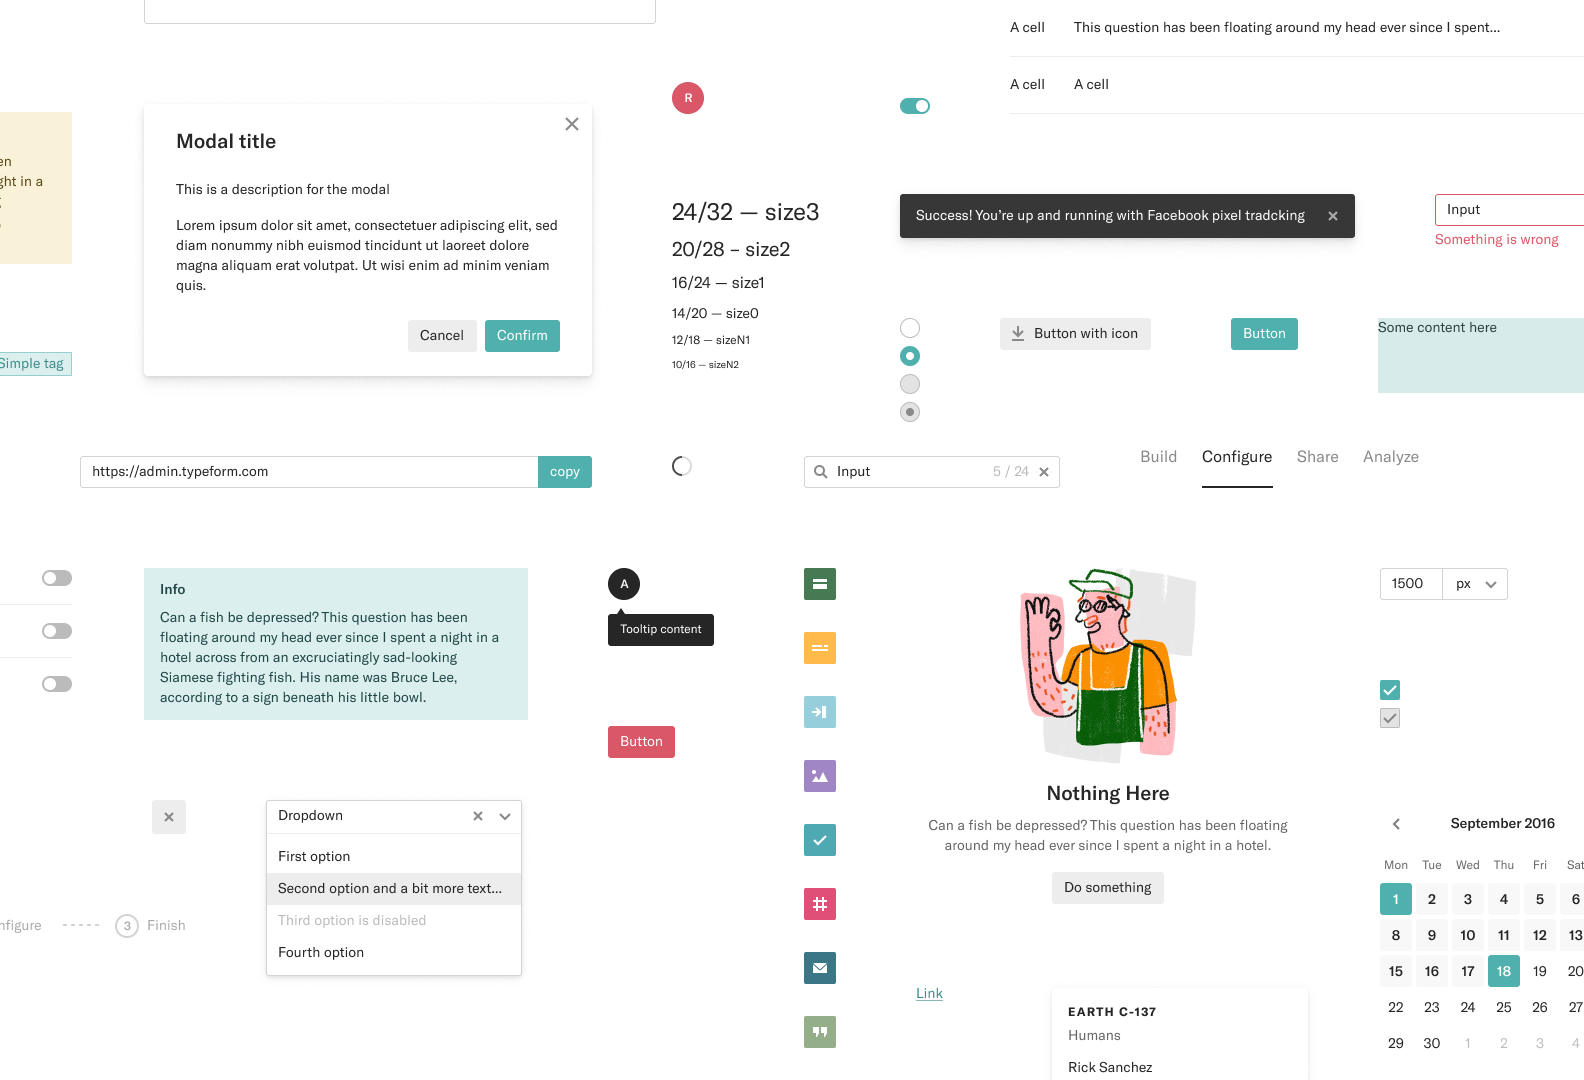 A cell This question has been floating around my head ever since I spent...
A cell A cell
R
en
ght in a
Modal title
This is a description for the modal
Lorem ipsum dolor sit amet, consectetuer adipiscing elit, sed
diam nonummy nibh euismod tincidunt ut laoreet dolore
magna aliquam erat volutpat. Ut wisi enim ad minim veniam
quis.
Cancel Confirm
Simple tag
24/32 — size3
20/28 – size2
16/24 — size1
14/20 — size0
12/18 — sizeN1
10/16 — sizeN2
Success! You're up and running with Facebook pixel tradcking
Input
Something is wrong
Button with icon
Button
Some content here
https://admin.typeform.com copy
Input 5 / 24
Build Configure Share Analyze
Info
Can a fish be depressed? This question has been
floating around my head ever since I spent a night in a
hotel across from an excruciatingly sad-looking
Siamese fighting fish. His name was Bruce Lee,
according to a sign beneath his little bowl.
A
Tooltip content
Button
1500 px
Nothing Here
Can a fish be depressed? This question has been floating
around my head ever since I spent a night in a hotel.
Do something
Dropdown
First option
Second option and a bit more text...
Third option is disabled
Fourth option
nfigure 3 Finish
September 2016
Mon Tue Wed Thu Fri Sat
1 2 3 4 5 6
8 9 10 11 12 13
15 16 17 18 19 20
22 23 24 25 26 27
29 30 1 2 3 4
Link
EARTH C-137
Humans
Rick Sanchez